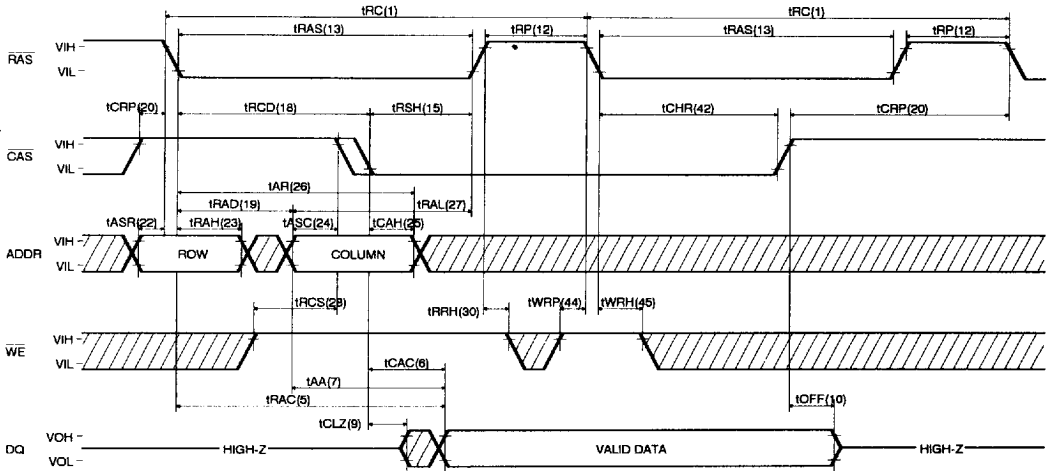 tRC(1) tRC(1)
tRAS(13) tRP(12) tRAS(13) tRP(12)
RAS VIH
VIL
tCRP(20) tRCD(18) tRSH(15) tCHR(42) tCRP(20)
CAS VIH
VIL
tAR(26)
tRAD(19) tRAL(27)
tASR(22) tRAH(23) tASC(24) tCAH(25)
ADDR VIH
VIL
ROW COLUMN
tRCS(28) tRRH(30) tWRP(44) tWRH(45)
WE VIH
VIL
tCAC(6)
tAA(7)
tRAC(5) tOFF(10)
tCLZ(9)
DQ VOH
VOL
HIGH-Z VALID DATA HIGH-Z